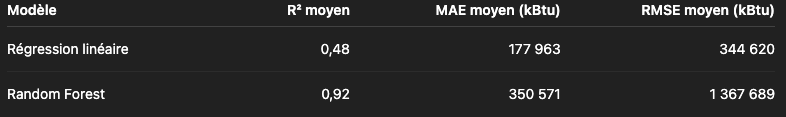 Modèle R² moyen MAE moyen (kBtu) RMSE moyen (kBtu)
Régression linéaire 0,48 177 963 344 620
Random Forest 0,92 350 571 1 367 689